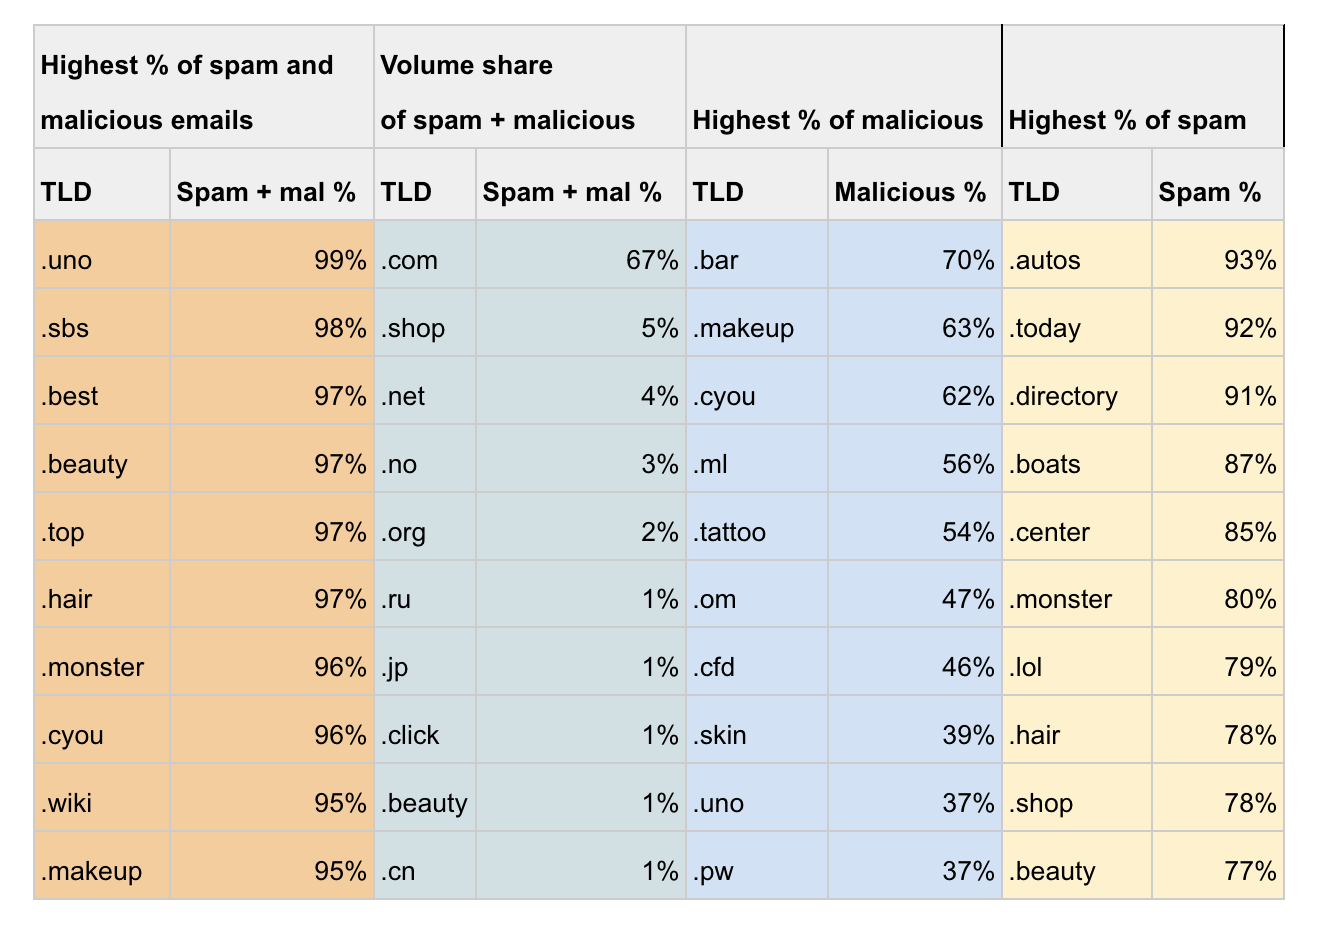 Highest % of spam and malicious emails Volume share of spam + malicious Highest % of malicious Highest % of spam
TLD Spam + mal % TLD Spam + mal % TLD Malicious % TLD Spam %
.uno 99% .com 67% .bar 70% .autos 93%
.sbs 98% .shop 5% .makeup 63% .today 92%
.best 97% .net 4% .cyou 62% .directory 91%
.beauty 97% .no 3% .ml 56% .boats 87%
.top 97% .org 2% .tattoo 54% .center 85%
.hair 97% .ru 1% .om 47% .monster 80%
.monster 96% .jp 1% .cfd 46% .lol 79%
.cyou 96% .click 1% .skin 39% .hair 78%
.wiki 95% .beauty 1% .uno 37% .shop 78%
.makeup 95% .cn 1% .pw 37% .beauty 77%